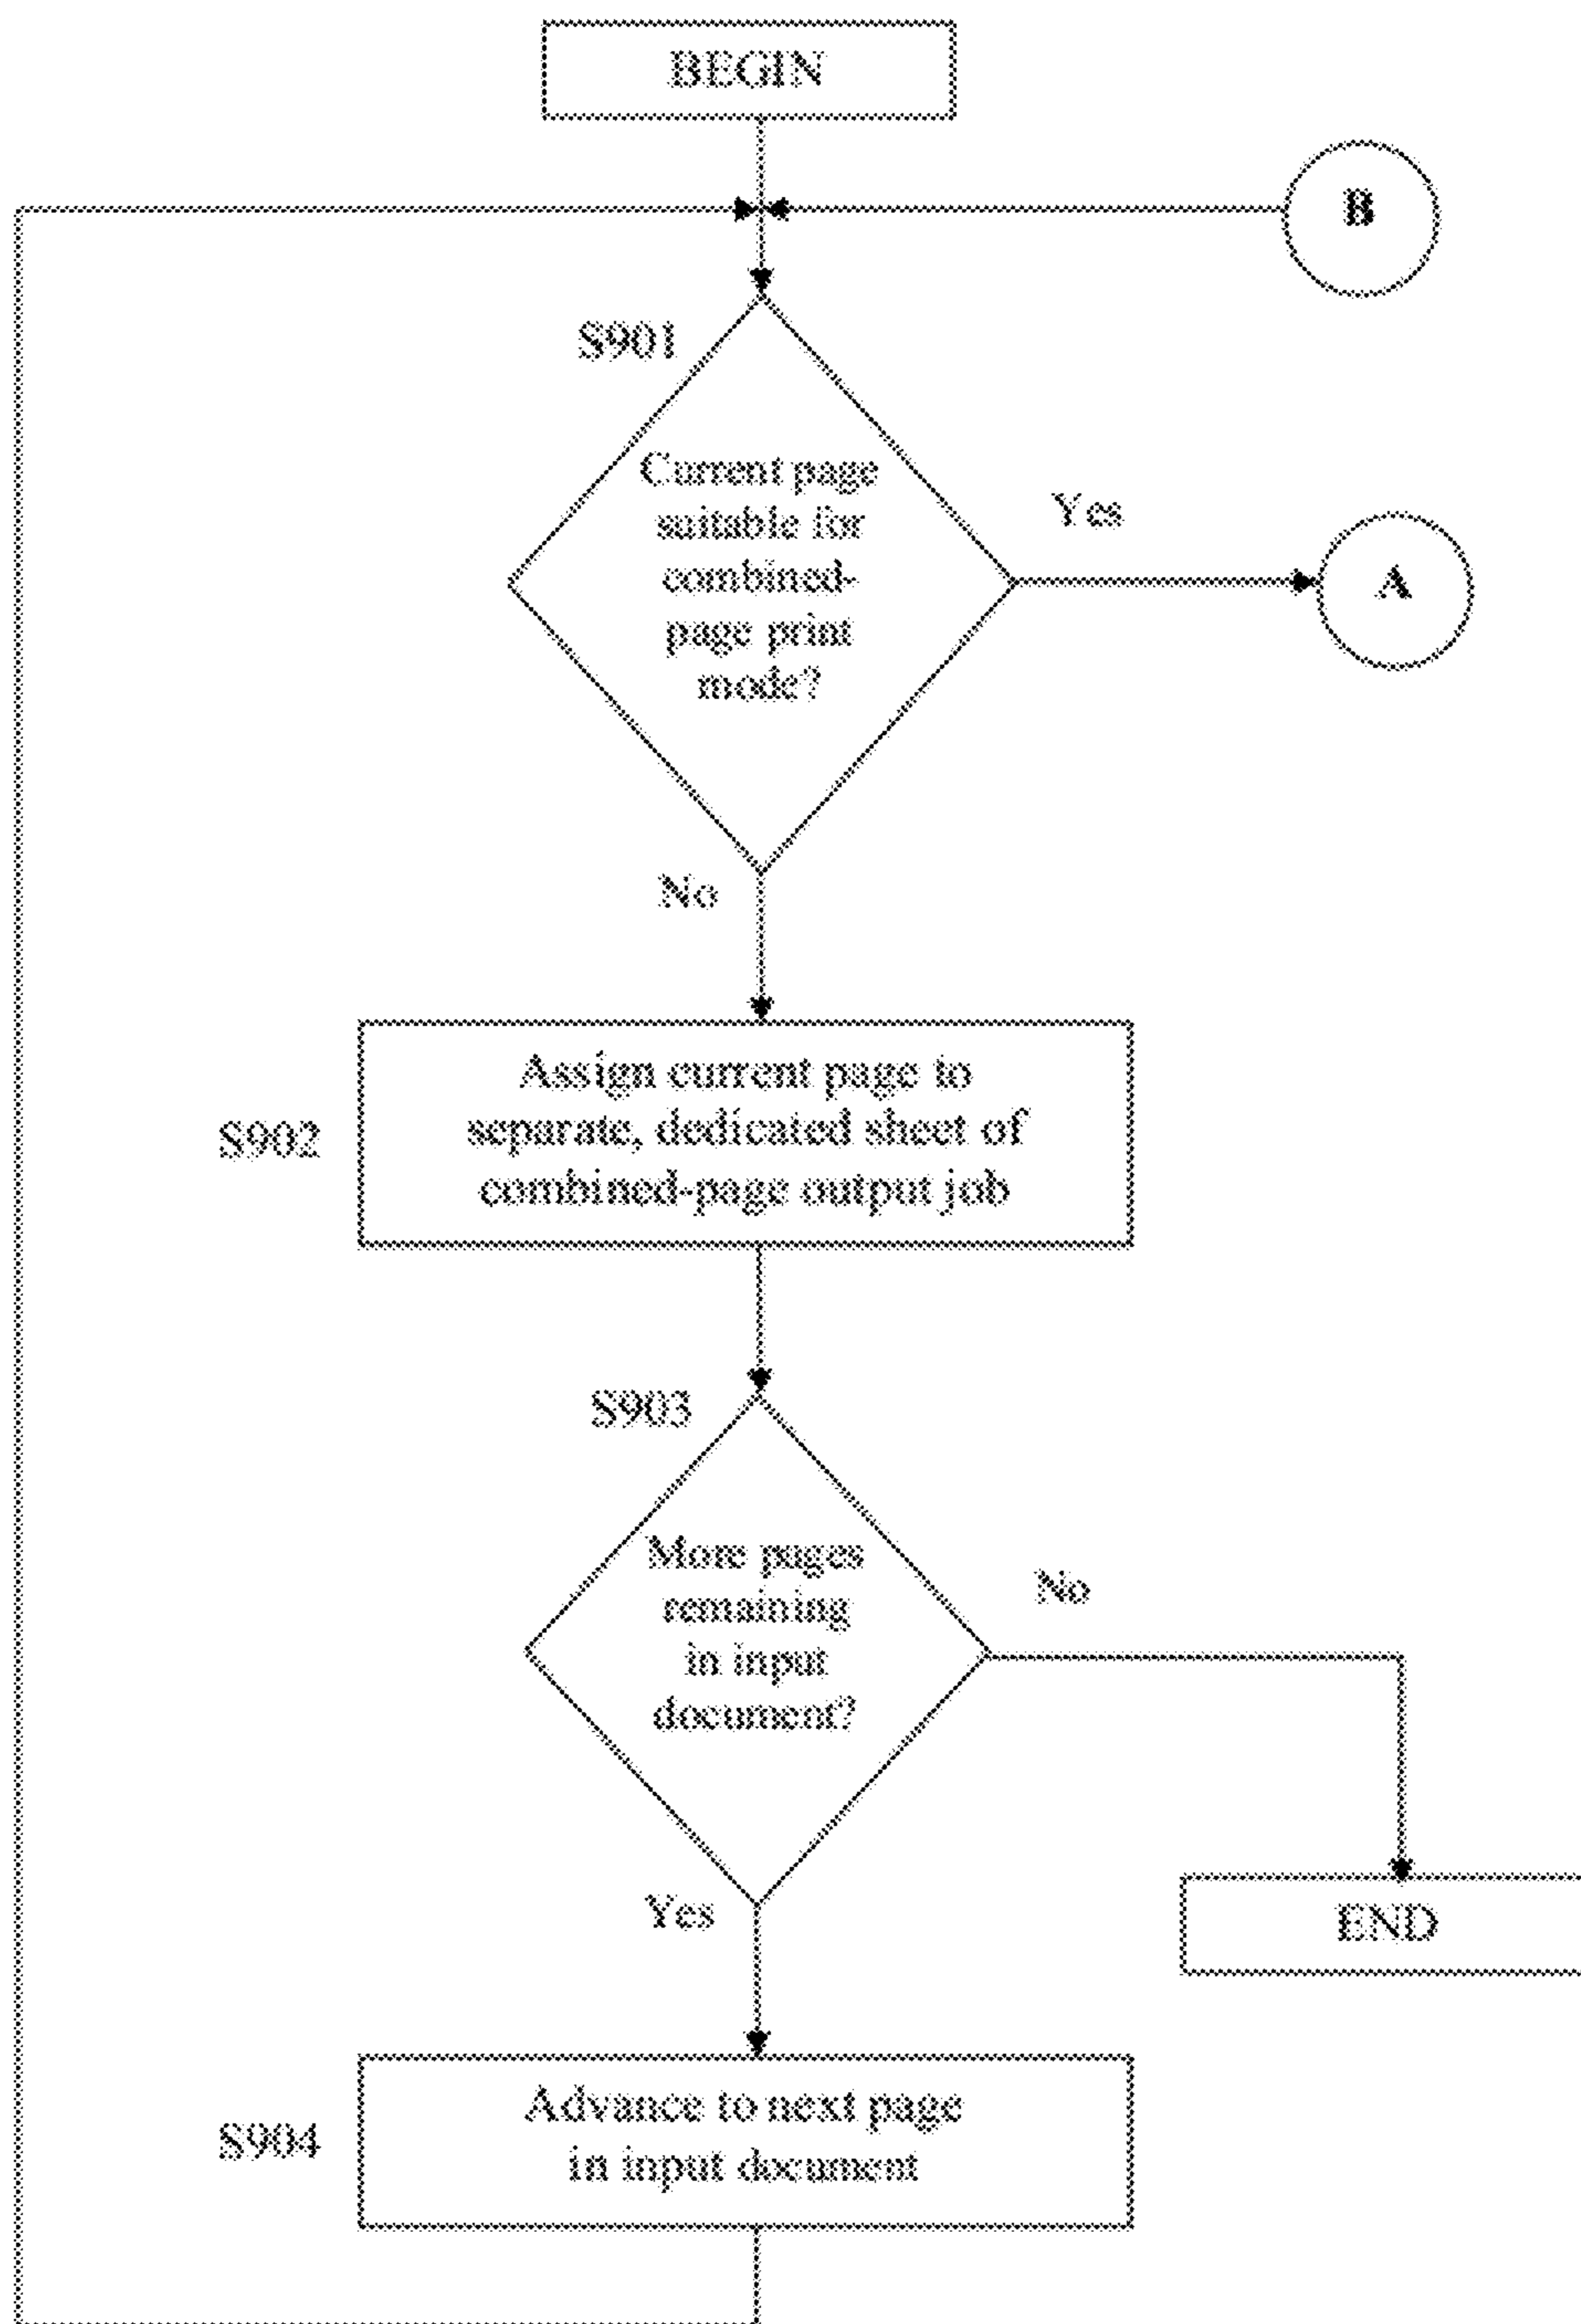 BEGIN
B
S901
Current page
suitable for
combined-
page print
mode?
Yes
A
No
Assign current page to
separate, dedicated sheet of
combined-page output job
S902
S903
More pages
remaining
in input
document?
No
Yes
END
Advance to next page
in input document
S904